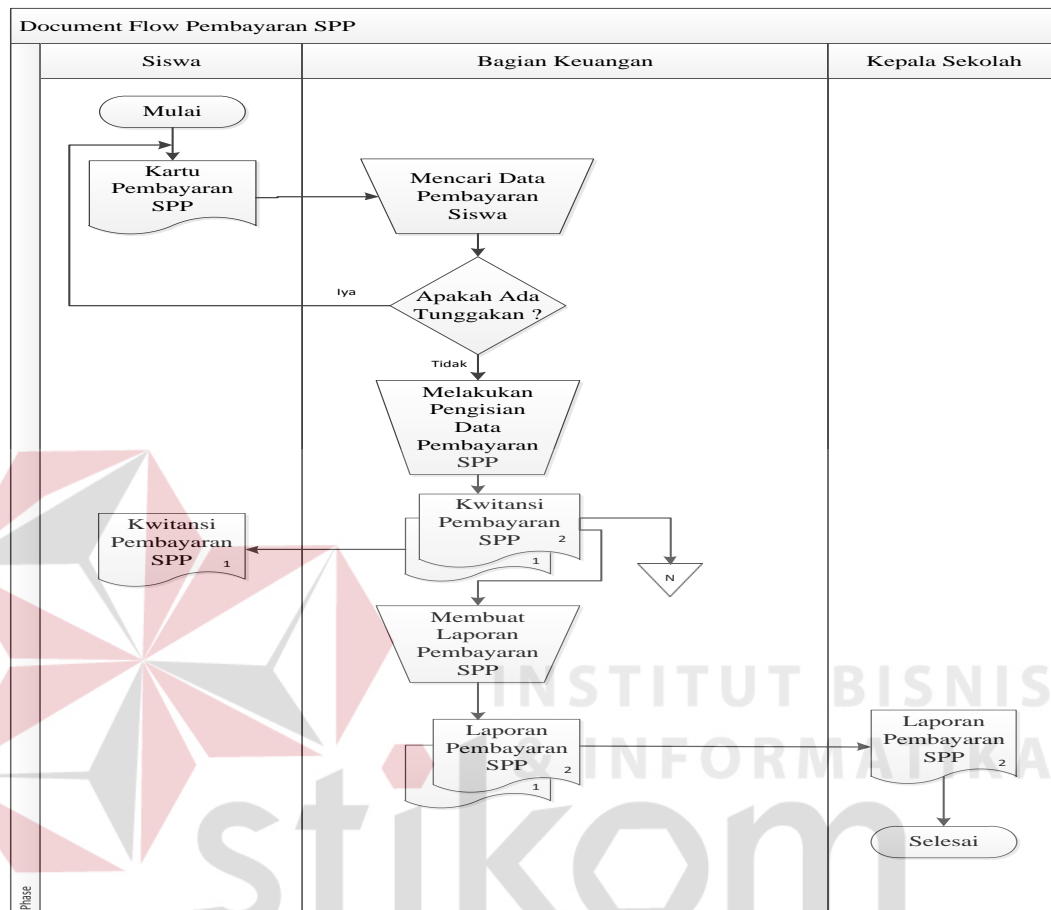 Document Flow Pembayaran SPP
Siswa
Bagian Keuangan
Kepala Sekolah
Mulai
Kartu
Pembayaran
SPP
Mencari Data
Pembayaran
Siswa
Iya
Apakah Ada
Tunggakan ?
Tidak
Melakukan
Pengisian
Data
Pembayaran
SPP
Kwitansi
Pembayaran
SPP 2
1
Kwitansi
Pembayaran
SPP 1
N
Membuat
Laporan
Pembayaran
SPP
Laporan
Pembayaran
SPP 2
1
Laporan
Pembayaran
SPP 2
Selesai
Phase
INSTITUT BISNIS
& INFORMATIKA
stikom